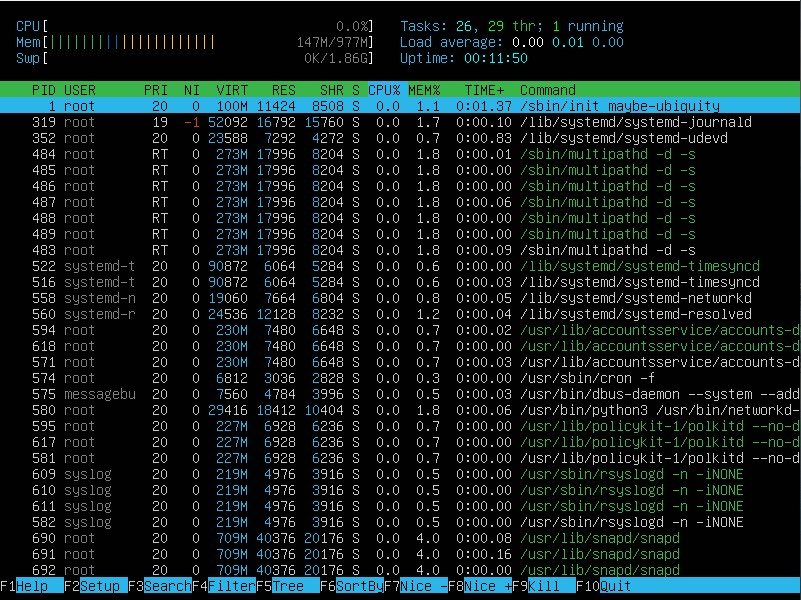 CPU[ 0.0%] Tasks: 26, 29 thr; 1 running
Mem[||||||||||||||||||||| 147M/977M] Load average: 0.00 0.01 0.00
Swp[ 0K/1.86G] Uptime: 00:11:50
PID USER PRI NI VIRT RES SHR S CPU% MEM% TIME+ Command
1 root 20 0 100M 11424 8508 S 0.0 1.1 0:01.37 /sbin/init maybe-ubiquity
319 root 19 -1 52092 16792 15760 S 0.0 1.7 0:00.10 /lib/systemd/systemd-journald
352 root 20 0 23588 7292 4272 S 0.0 0.7 0:00.83 /lib/systemd/systemd-udevd
484 root RT 0 273M 17996 8204 S 0.0 1.8 0:00.01 /sbin/multipathd -d -s
485 root RT 0 273M 17996 8204 S 0.0 1.8 0:00.00 /sbin/multipathd -d -s
486 root RT 0 273M 17996 8204 S 0.0 1.8 0:00.00 /sbin/multipathd -d -s
487 root RT 0 273M 17996 8204 S 0.0 1.8 0:00.06 /sbin/multipathd -d -s
488 root RT 0 273M 17996 8204 S 0.0 1.8 0:00.00 /sbin/multipathd -d -s
489 root RT 0 273M 17996 8204 S 0.0 1.8 0:00.00 /sbin/multipathd -d -s
483 root RT 0 273M 17996 8204 S 0.0 1.8 0:00.09 /sbin/multipathd -d -s
522 systemd-t 20 0 90872 6064 5284 S 0.0 0.6 0:00.00 /lib/systemd/systemd-timesyncd
516 systemd-t 20 0 90872 6064 5284 S 0.0 0.6 0:00.03 /lib/systemd/systemd-timesyncd
558 systemd-n 20 0 19060 7664 6804 S 0.0 0.8 0:00.05 /lib/systemd/systemd-networkd
560 systemd-r 20 0 24536 12128 8232 S 0.0 1.2 0:00.04 /lib/systemd/systemd-resolved
594 root 20 0 230M 7480 6648 S 0.0 0.7 0:00.02 /usr/lib/accountsservice/accounts-d
618 root 20 0 230M 7480 6648 S 0.0 0.7 0:00.00 /usr/lib/accountsservice/accounts-d
571 root 20 0 230M 7480 6648 S 0.0 0.7 0:00.03 /usr/lib/accountsservice/accounts-d
574 root 20 0 6812 3036 2828 S 0.0 0.3 0:00.00 /usr/sbin/cron -f
575 messagebu 20 0 7560 4784 3996 S 0.0 0.5 0:00.03 /usr/bin/dbus-daemon --system --add
580 root 20 0 29416 18412 10404 S 0.0 1.8 0:00.06 /usr/bin/python3 /usr/bin/network-
595 root 20 0 227M 6928 6236 S 0.0 0.7 0:00.00 /usr/lib/policykit-1/polkitd --no-d
617 root 20 0 227M 6928 6236 S 0.0 0.7 0:00.00 /usr/lib/policykit-1/polkitd --no-d
581 root 20 0 227M 6928 6236 S 0.0 0.7 0:00.00 /usr/lib/policykit-1/polkitd --no-d
609 syslog 20 0 219M 4976 3916 S 0.0 0.5 0:00.00 /usr/sbin/rsyslogd -n -iNONE
610 syslog 20 0 219M 4976 3916 S 0.0 0.5 0:00.00 /usr/sbin/rsyslogd -n -iNONE
611 syslog 20 0 219M 4976 3916 S 0.0 0.5 0:00.00 /usr/sbin/rsyslogd -n -iNONE
582 syslog 20 0 219M 4976 3916 S 0.0 0.5 0:00.00 /usr/sbin/rsyslogd -n -iNONE
690 root 20 0 709M 40376 20176 S 0.0 4.0 0:00.08 /usr/lib/snapd/snapd
691 root 20 0 709M 40376 20176 S 0.0 4.0 0:00.16 /usr/lib/snapd/snapd
692 root 20 0 709M 40376 20176 S 0.0 4.0 0:00.00 /usr/lib/snapd/snapd
F1Help F2Setup F3SearchF4FilterF5Tree F6SortByF7Nice -F8Nice +F9Kill F10Quit